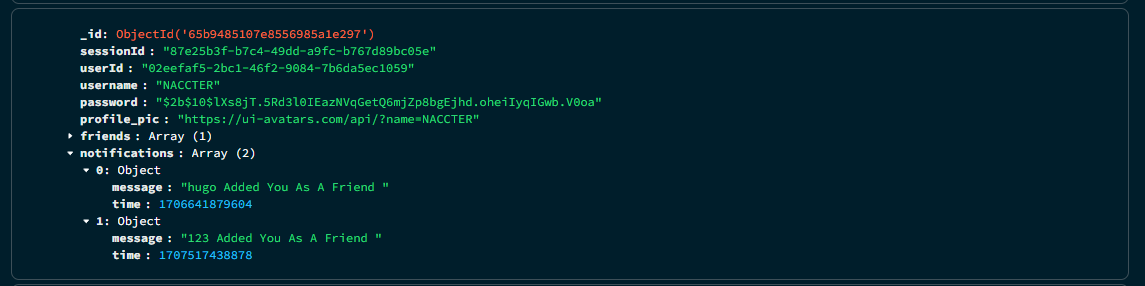 _id: ObjectId('65b9485107e8556985a1e297')
sessionId : "87e25b3f-b7c4-49dd-a9fc-b767d89bc05e"
userId : "02eefaf5-2bc1-46f2-9084-7b6da5ec1059"
username : "NACCTER"
password : "$2b$10$lXs8jT.5Rd3l0IEazNVqGetQ6mjZp8bgEjhd.oheiIyqIGwb.V0oa"
profile_pic : "https://ui-avatars.com/api/?name=NACCTER"
friends : Array (1)
notifications : Array (2)
0: Object
message : "hugo Added You As A Friend "
time : 1706641879604
1: Object
message : "123 Added You As A Friend "
time : 1707517438878